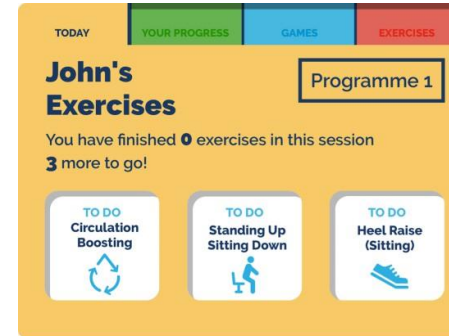 TODAY
YOUR PROGRESS
GAMES
EXERCISES
John's
Exercises
Programme 1
You have finished 0 exercises in this session
3 more to go!
TO DO
Circulation
Boosting
TO DO
Standing Up
Sitting Down
TO DO
Heel Raise
(Sitting)